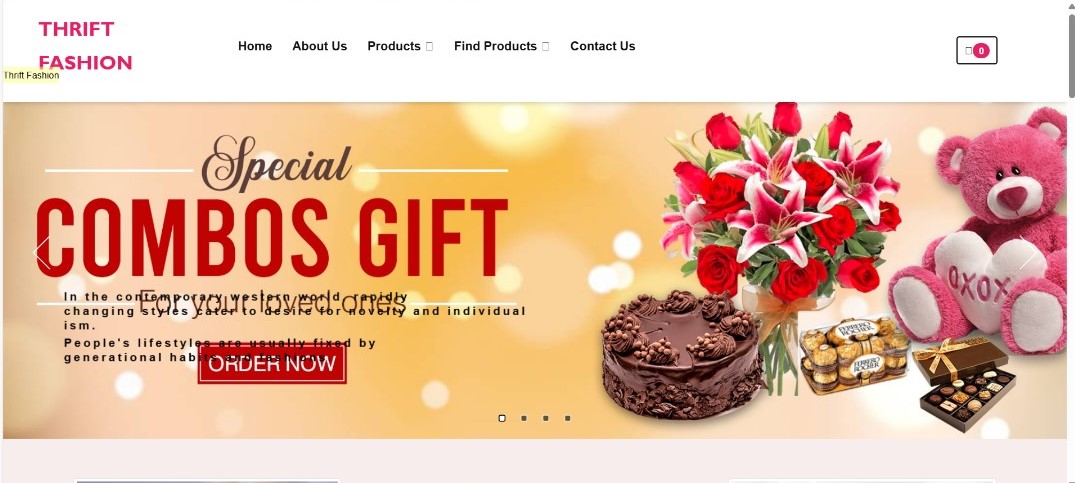 THRIFT
FASHION
Thrift Fashion
Home About Us Products Find Products Contact Us
0
Special
COMBOS GIFT
For your loved ones
In the contemporary western world, rapidly
changing styles cater to desire for novelty and individual
ism.
People's lifestyles are usually fixed by
generational habits and fashions.
ORDER NOW
OXOX
FERRERO
ROCHER
FERRERO
ROCHER